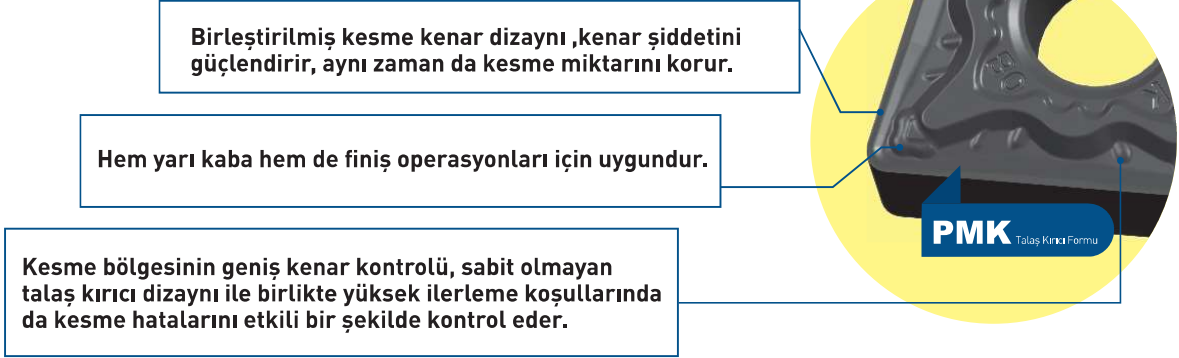 Birleştirilmiş kesme kenar dizaynı ,kenar şiddetini
güçlendirir, aynı zaman da kesme miktarını korur.
Hem yarı kaba hem de finiş operasyonları için uygundur.
Kesme bölgesinin geniş kenar kontrolü, sabit olmayan
talaş kırıcı dizaynı ile birlikte yüksek ilerleme koşullarında
da kesme hatalarını etkili bir şekilde kontrol eder.
PMK Talaş Kırıcı Formu